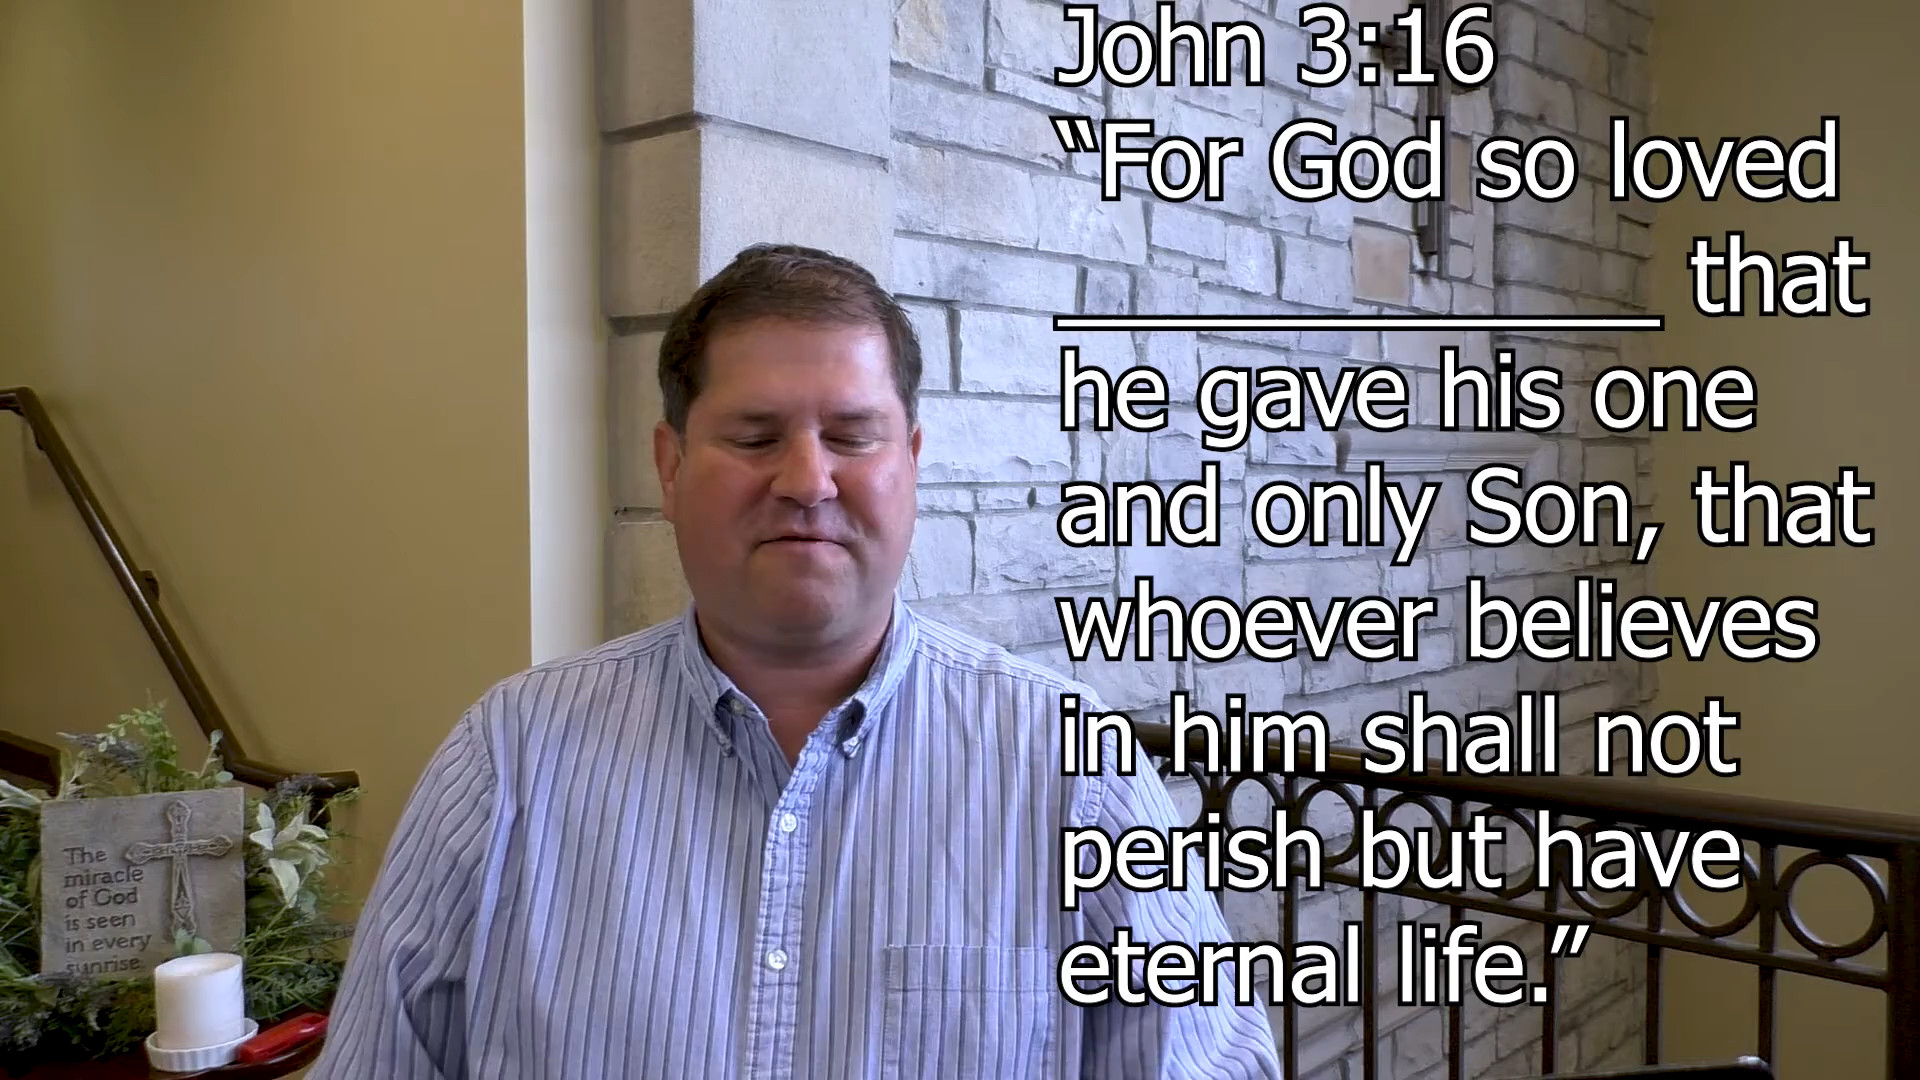 John 3:16
“For God so loved
_______________ that
he gave his one
and only Son, that
whoever believes
in him shall not
perish but have
eternal life.”
The
miracle
of God
is seen
in every
sunrise